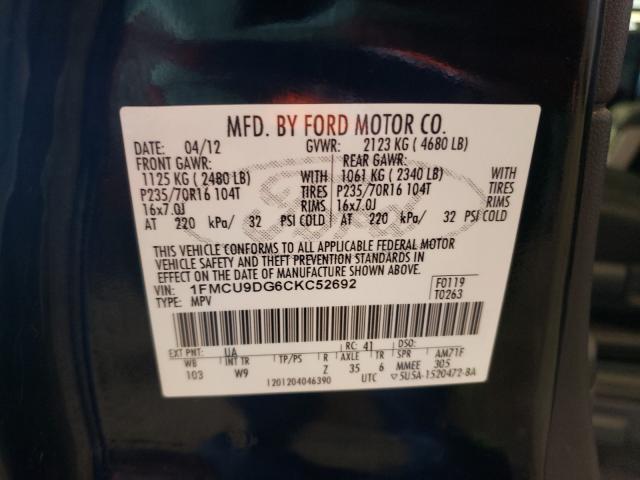 MFD. BY FORD MOTOR CO.
DATE: 04/12 GVWR: 2123 KG ( 4680 LB)
FRONT GAWR: REAR GAWR:
1125 KG ( 2480 LB) WITH 1061 KG ( 2340 LB) WITH
P235/70R16 104T TIRES P235/70R16 104T TIRES
16x7.0J RIMS 16x7.0J RIMS
AT 220 kPa/ 32 PSI COLD AT 220 kPa/ 32 PSI COLD
THIS VEHICLE CONFORMS TO ALL APPLICABLE FEDERAL MOTOR
VEHICLE SAFETY AND THEFT PREVENTION STANDARDS IN
EFFECT ON THE DATE OF MANUFACTURE SHOWN ABOVE.
VIN: 1FMCU9DG6CKC52692 F0119
TYPE: MPV T0263
EXT PNT: UA RC: 41 DSO:
WB INT TR TP/PS R AXLE TR SPR AM71F
103 W9 Z 35 6 MMEE 305
1201204046390 UTC ▽5U5A-1520472-BA
Ford